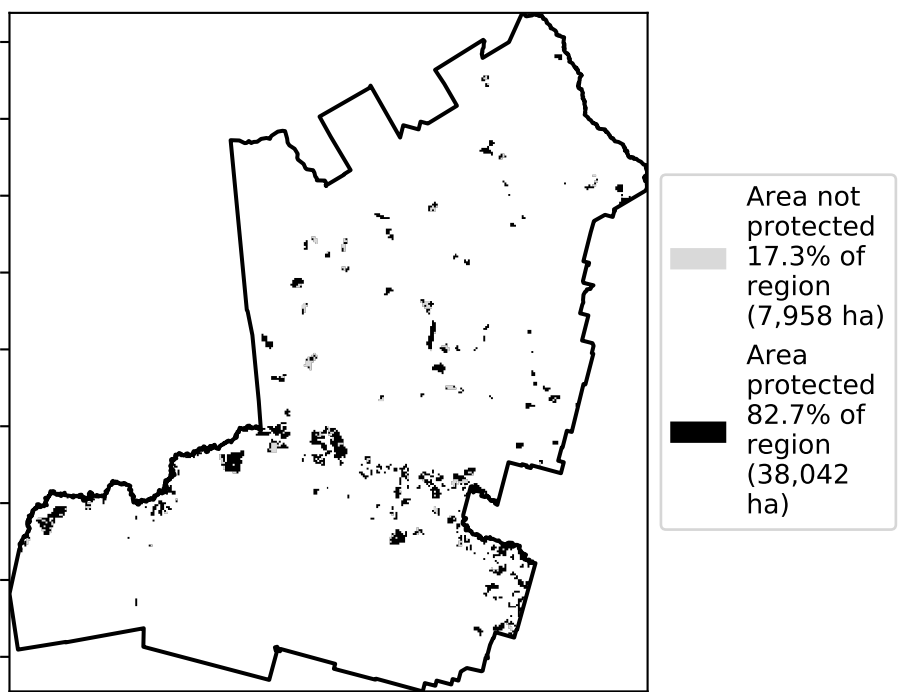 Area not
protected
17.3% of
region
(7,958 ha)
Area
protected
82.7% of
region
(38,042
ha)